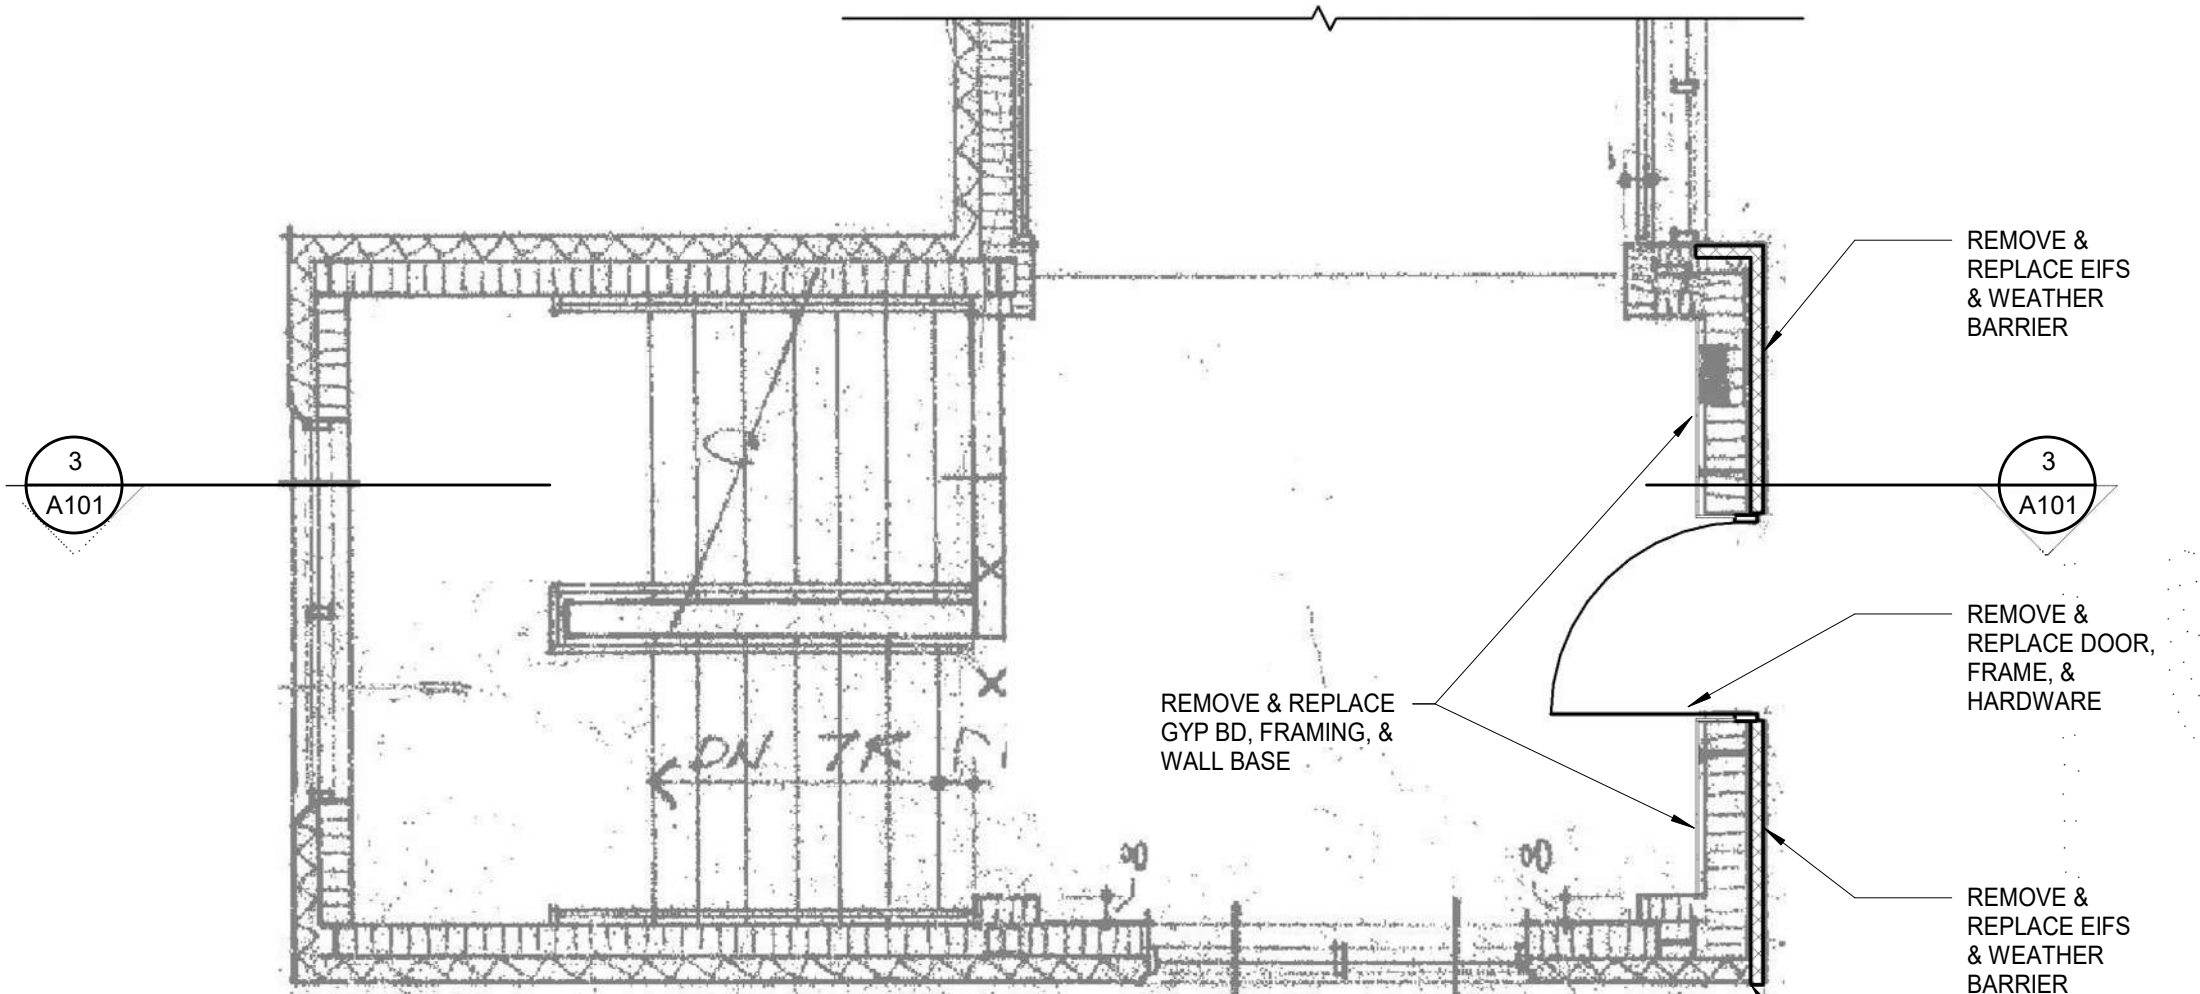 REMOVE &
REPLACE EIFS
& WEATHER
BARRIER
3
A101
3
A101
REMOVE &
REPLACE DOOR,
FRAME, &
HARDWARE
REMOVE & REPLACE
GYP BD, FRAMING, &
WALL BASE
DN 7R
REMOVE &
REPLACE EIFS
& WEATHER
BARRIER